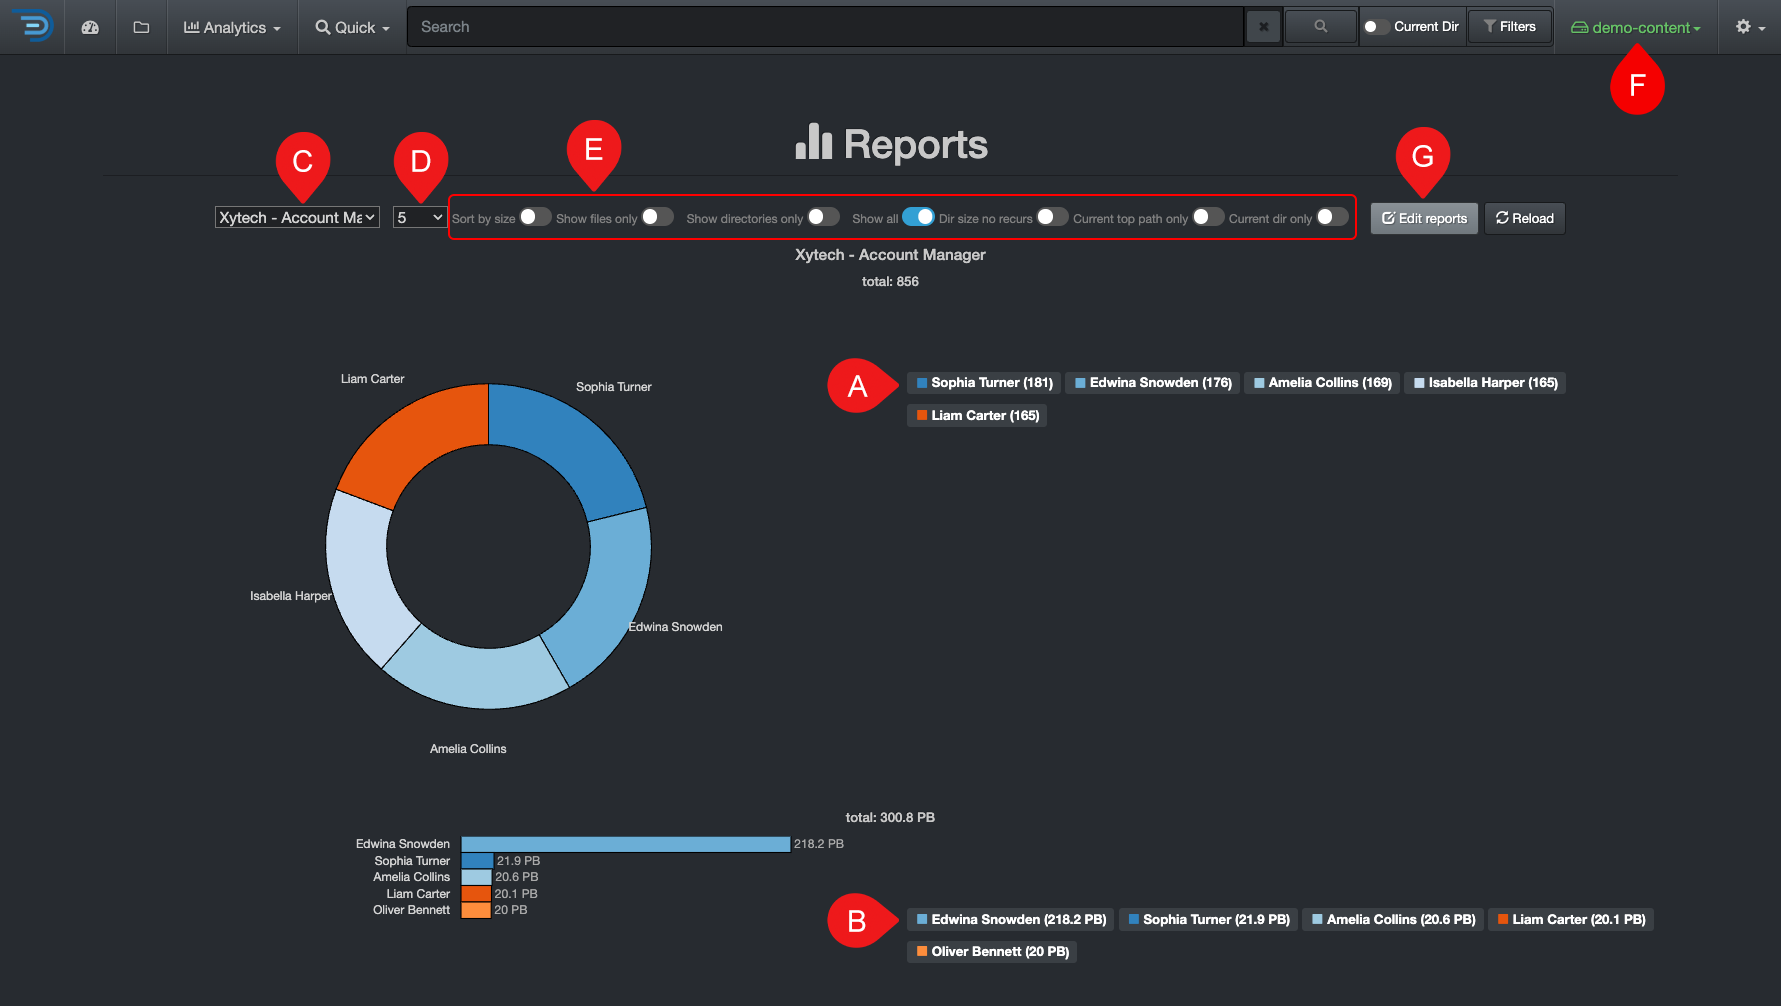 Analytics Quick Search Current Dir Filters demo-content
F
Reports
C D E G
Xytech - Account Ma 5 Sort by size Show files only Show directories only Show all Dir size no recurs Current top path only Current dir only Edit reports Reload
Xytech - Account Manager
total: 856
Liam Carter
Sophia Turner
Isabella Harper
Edwina Snowden
Amelia Collins
A Sophia Turner (181) Edwina Snowden (176) Amelia Collins (169) Isabella Harper (165)
Liam Carter (165)
total: 300.8 PB
Edwina Snowden 218.2 PB
Sophia Turner 21.9 PB
Amelia Collins 20.6 PB
Liam Carter 20.1 PB
Oliver Bennett 20 PB
B Edwina Snowden (218.2 PB) Sophia Turner (21.9 PB) Amelia Collins (20.6 PB) Liam Carter (20.1 PB)
Oliver Bennett (20 PB)